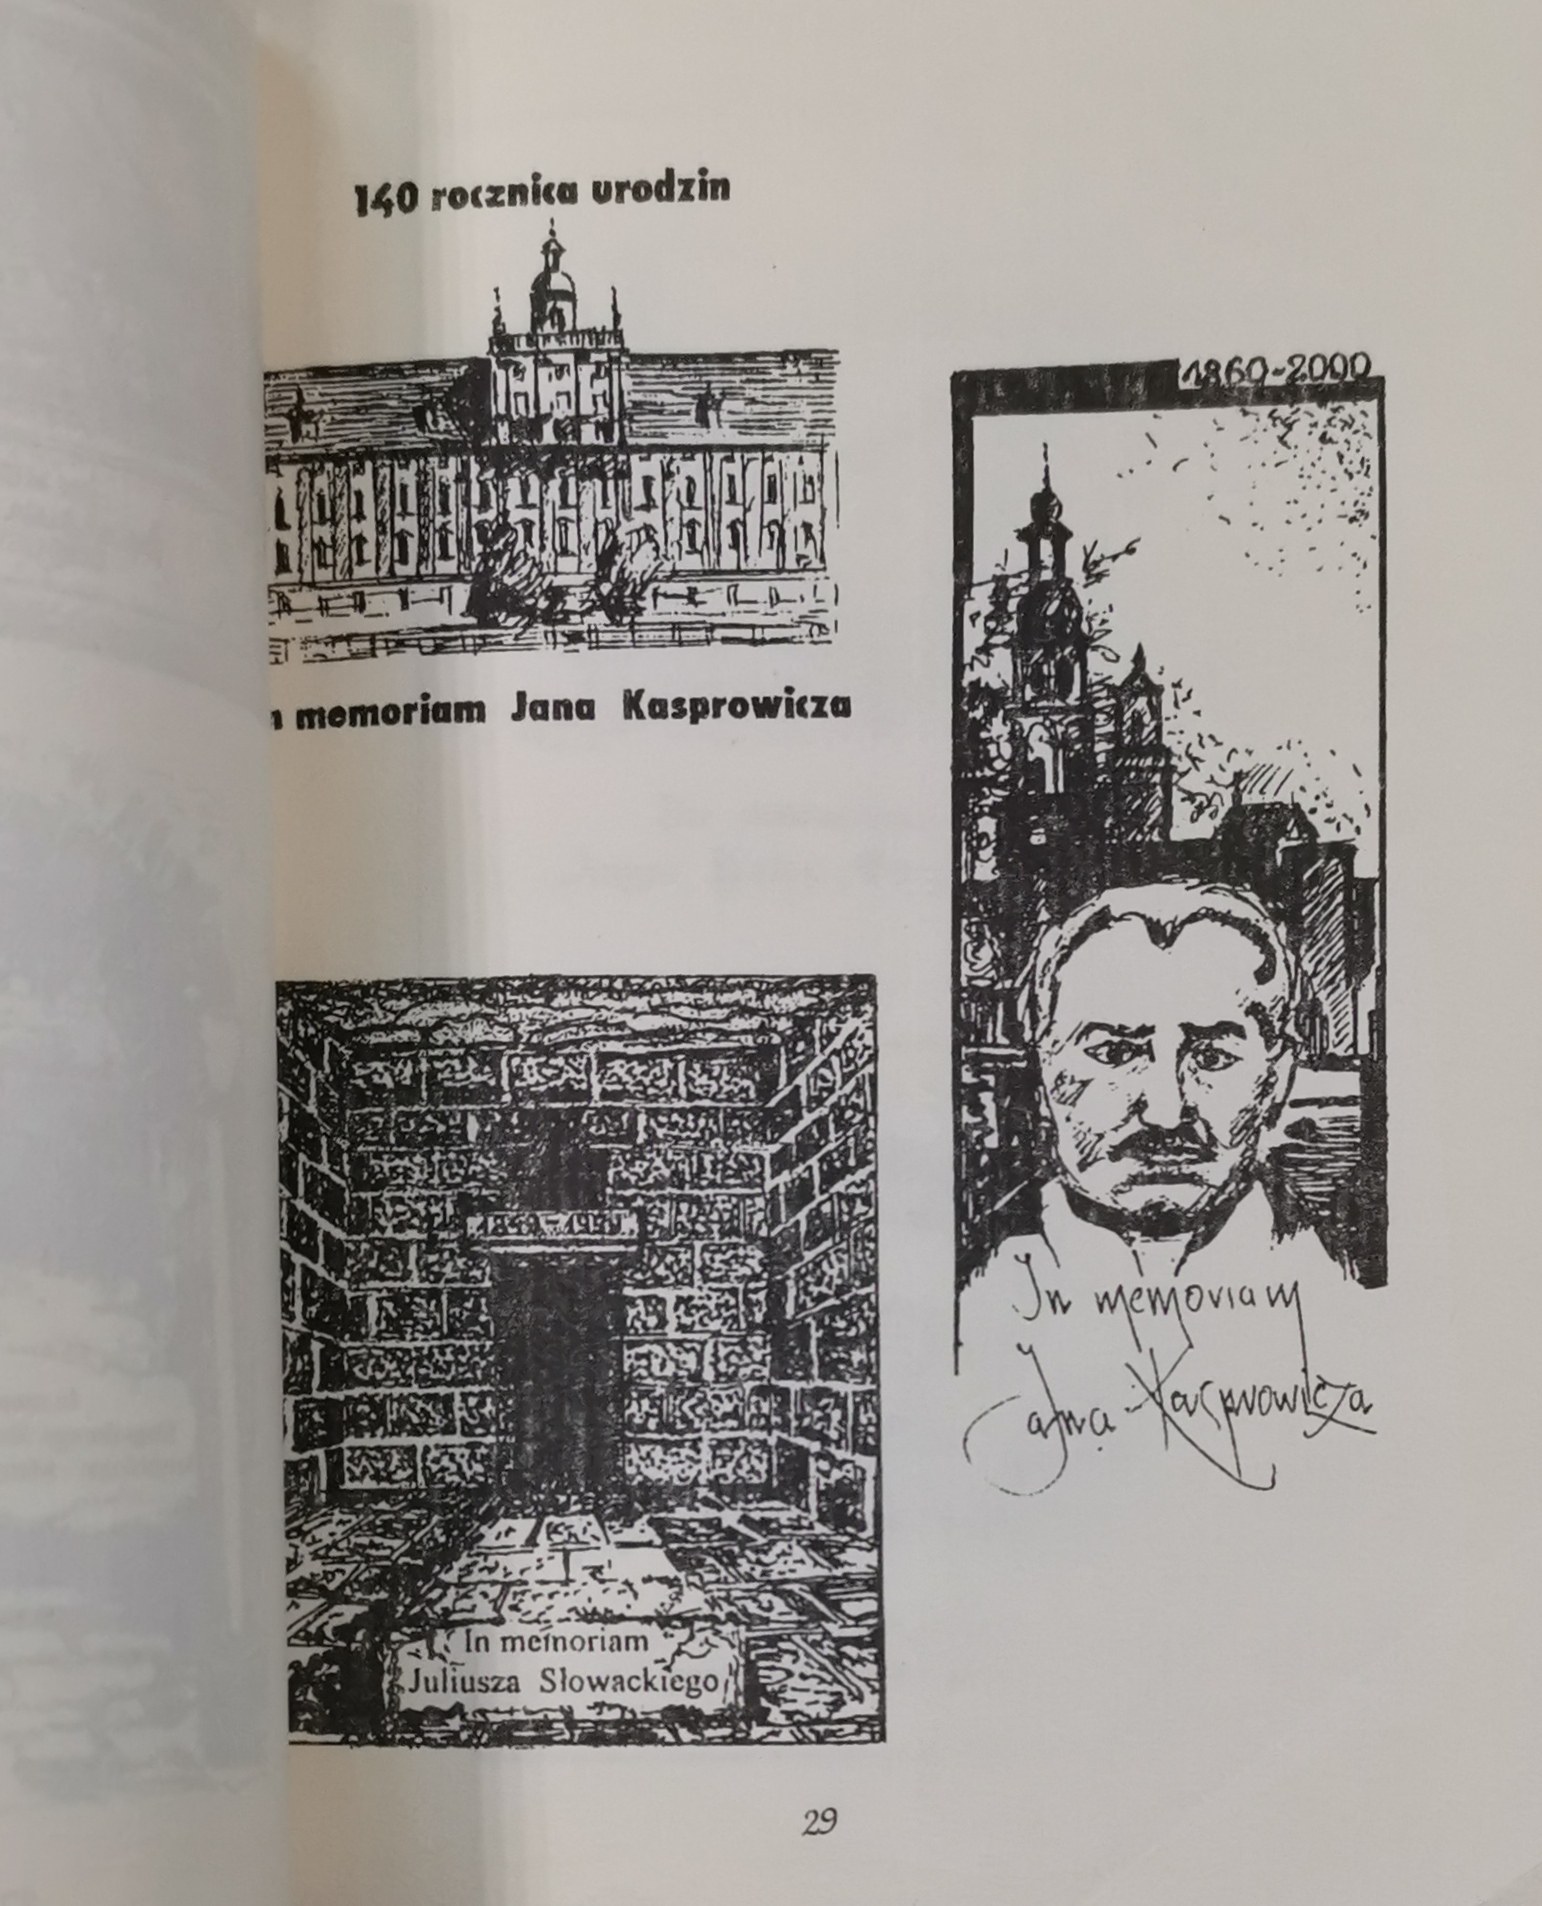 140 rocznica urodzin
memoriam Jana Kasprowicza
1860-2000
In memoriam
Jana Kasprowicza
In memoriam
Juliusza Słowackiego
29